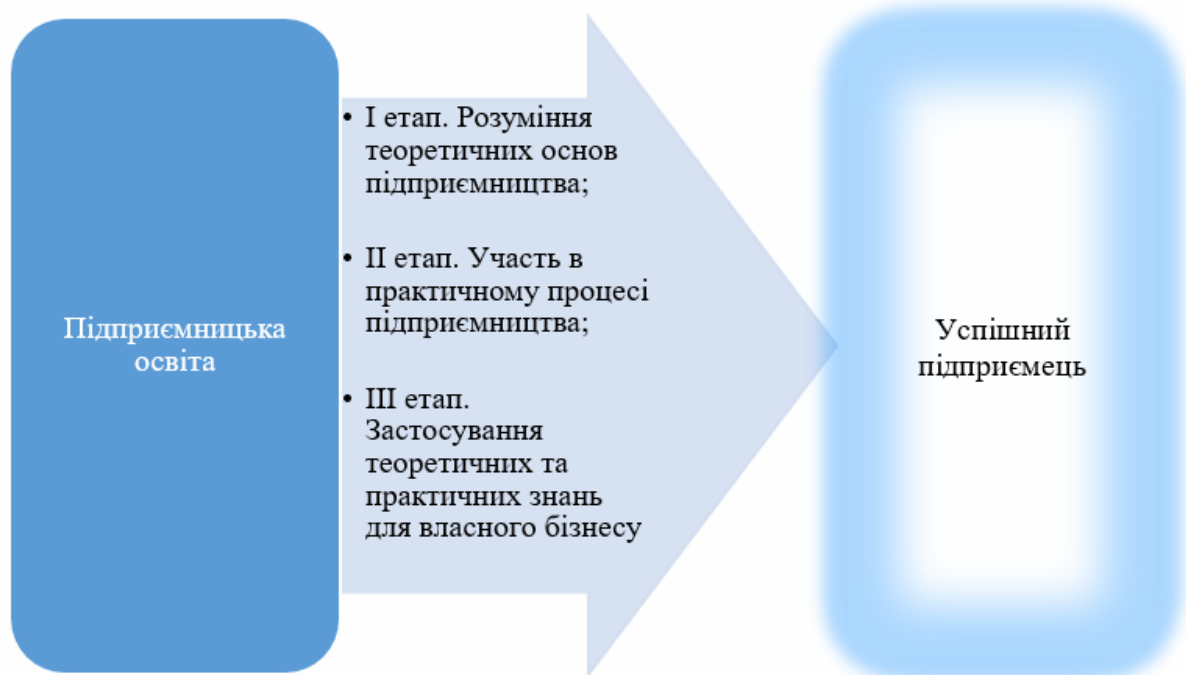 Підприємницька
освіта
• І етап. Розуміння
теоретичних основ
підприємництва;
• ІІ етап. Участь в
практичному процесі
підприємництва;
• ІІІ етап.
Застосування
теоретичних та
практичних знань
для власного бізнесу
Успішний
підприємець